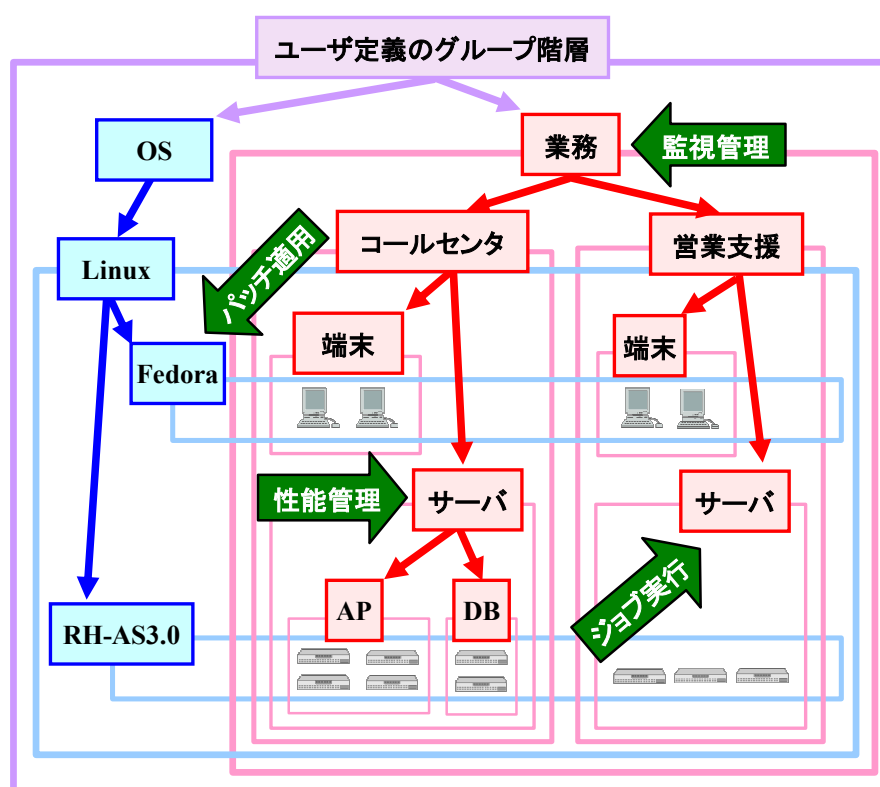 ユーザ定義のグループ階層
OS
業務
監視管理
コールセンタ
営業支援
Linux
パッチ適用
端末
端末
Fedora
性能管理
サーバ
サーバ
ジョブ実行
AP
DB
RH-AS3.0